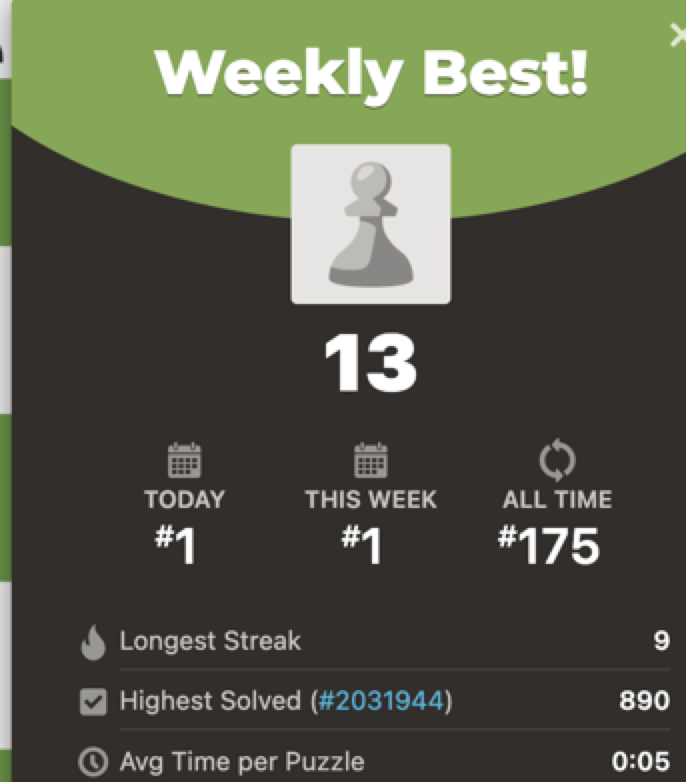 Weekly Best!
13
TODAY THIS WEEK ALL TIME
#1 #1 #175
Longest Streak 9
Highest Solved (#2031944) 890
Avg Time per Puzzle 0:05